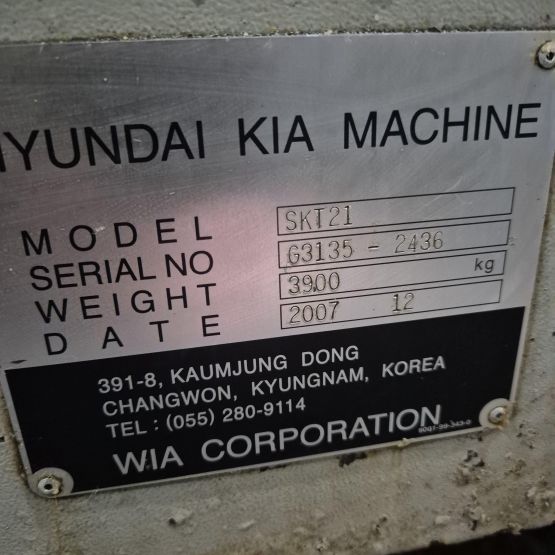 HYUNDAI KIA MACHINE
MODEL SKT21
SERIAL NO G3135 - 2436
WEIGHT 3900 kg
DATE 2007 12
391-8, KAUMJUNG DONG
CHANGWON, KYUNGNAM, KOREA
TEL : (055) 280-9114
WIA CORPORATION